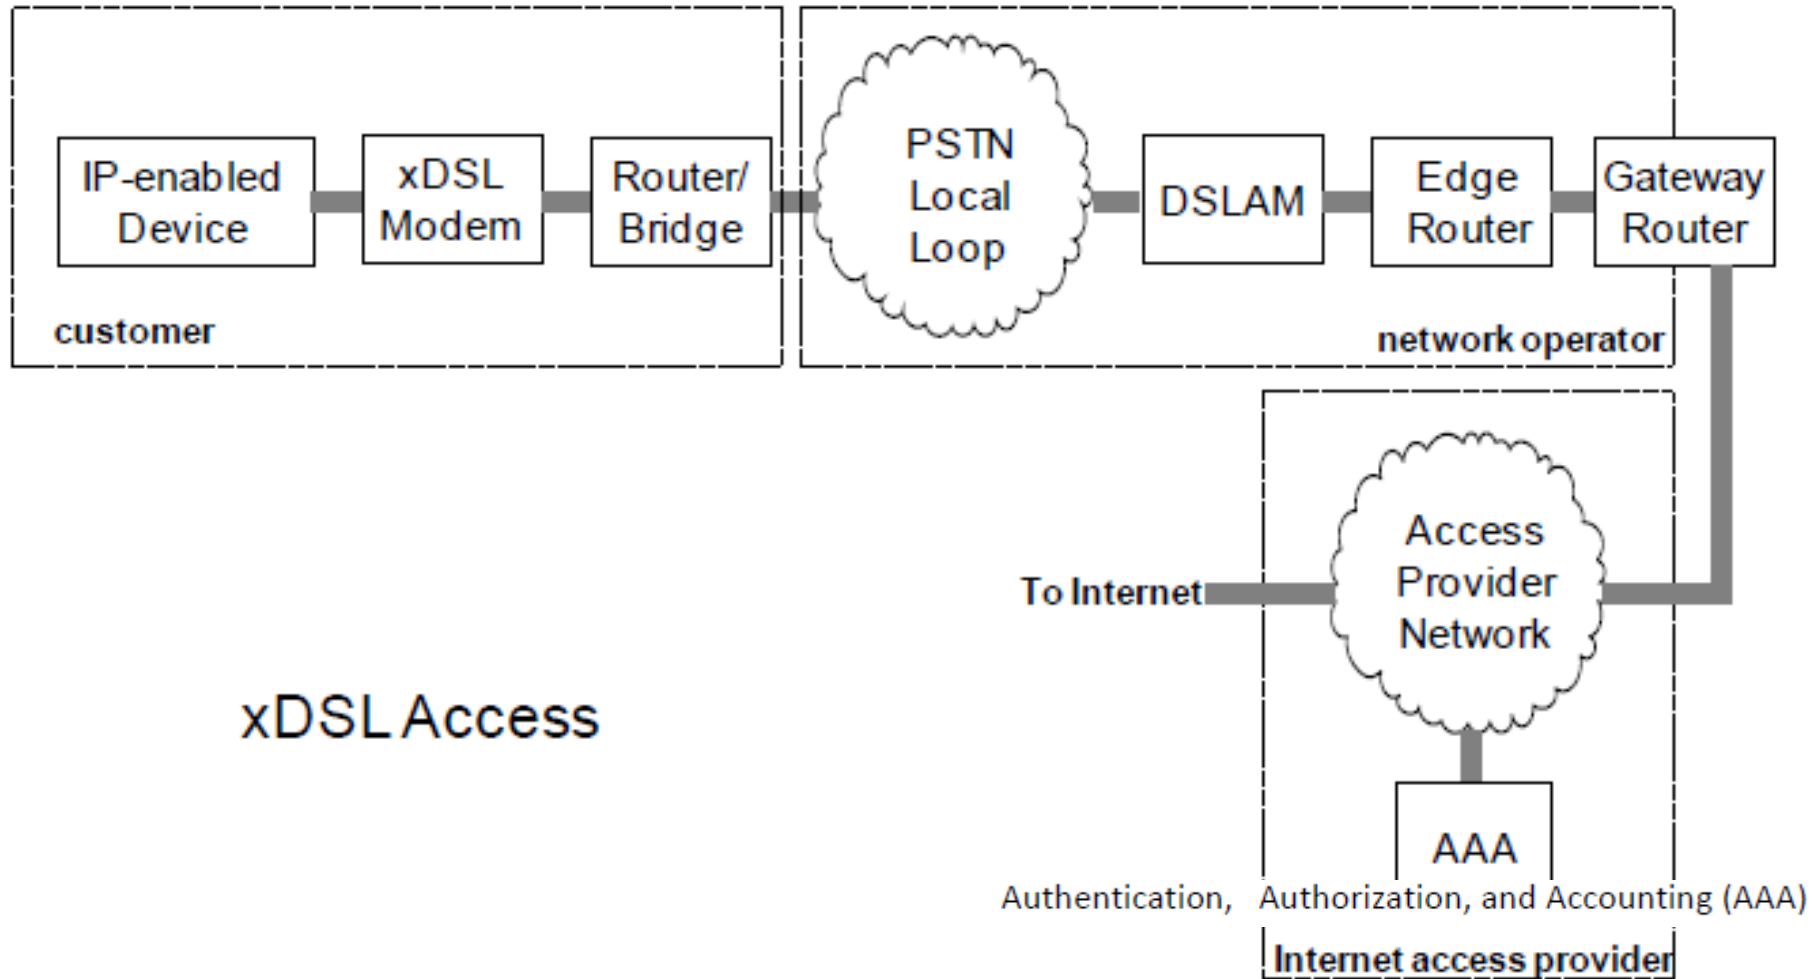 IP-enabled
Device
xDSL
Modem
Router/
Bridge
customer
PSTN
Local
Loop
DSLAM
Edge
Router
Gateway
Router
network operator
Access
Provider
Network
To Internet
xDSL Access
AAA
Authentication, Authorization, and Accounting (AAA)
Internet access provider